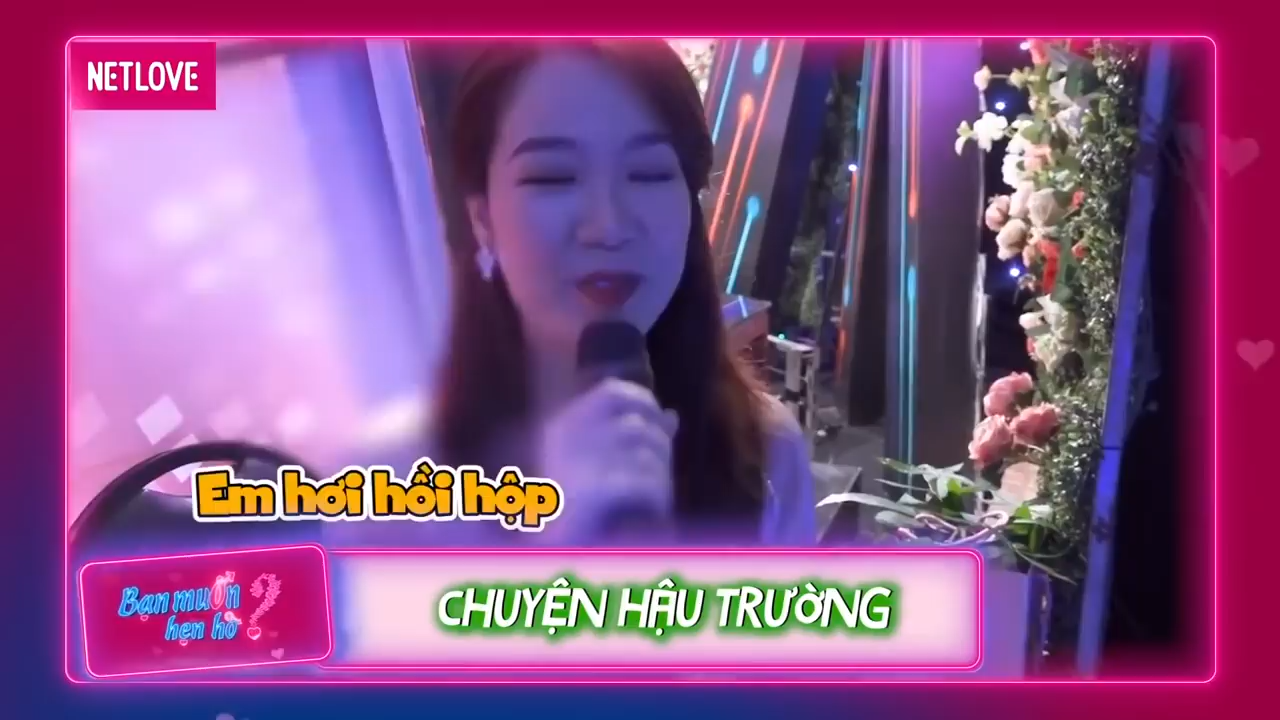 NETLOVE
Em hơi hồi hộp
Bạn muốn
hẹn hò ?
CHUYỆN HẬU TRƯỜNG